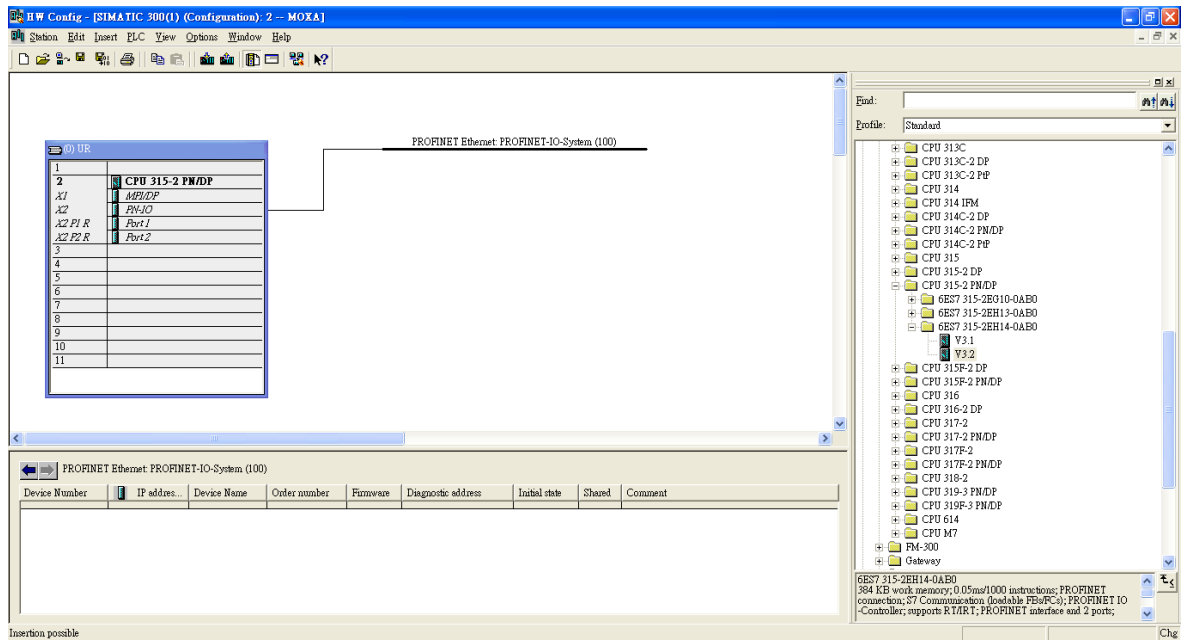 HW Config - [SIMATIC 300(1) (Configuration): 2 -- MOXA]
Station Edit Insert PLC View Options Window Help
PROFINET Ethernet: PROFINET-IO-System (100)
(0) UR
1
2 CPU 315-2 PN/DP
X1 MPI/DP
X2 PN-IO
X2 P1 R Port 1
X2 P2 R Port 2
3
4
5
6
7
8
9
10
11
Find:
Profile: Standard
CPU 313C
CPU 313C-2 DP
CPU 313C-2 PtP
CPU 314
CPU 314 IFM
CPU 314C-2 DP
CPU 314C-2 PN/DP
CPU 314C-2 PtP
CPU 315
CPU 315-2 DP
CPU 315-2 PN/DP
6ES7 315-2EG10-0AB0
6ES7 315-2EH13-0AB0
6ES7 315-2EH14-0AB0
V3.1
V3.2
CPU 315F-2 DP
CPU 315F-2 PN/DP
CPU 316
CPU 316-2 DP
CPU 317-2
CPU 317-2 PN/DP
CPU 317F-2
CPU 317F-2 PN/DP
CPU 318-2
CPU 319-3 PN/DP
CPU 319F-3 PN/DP
CPU 614
CPU M7
FM-300
Gateway
6ES7 315-2EH14-0AB0
384 KB work memory; 0.05ms/1000 instructions; PROFINET
connection; S7 Communication (loadable FBs/FCs); PROFINET IO
-Controller; supports RT/IRT; PROFINET interface and 2 ports;
PROFINET Ethernet: PROFINET-IO-System (100)
Device Number IP addres... Device Name Order number Firmware Diagnostic address Initial state Shared Comment
Insertion possible
Chg